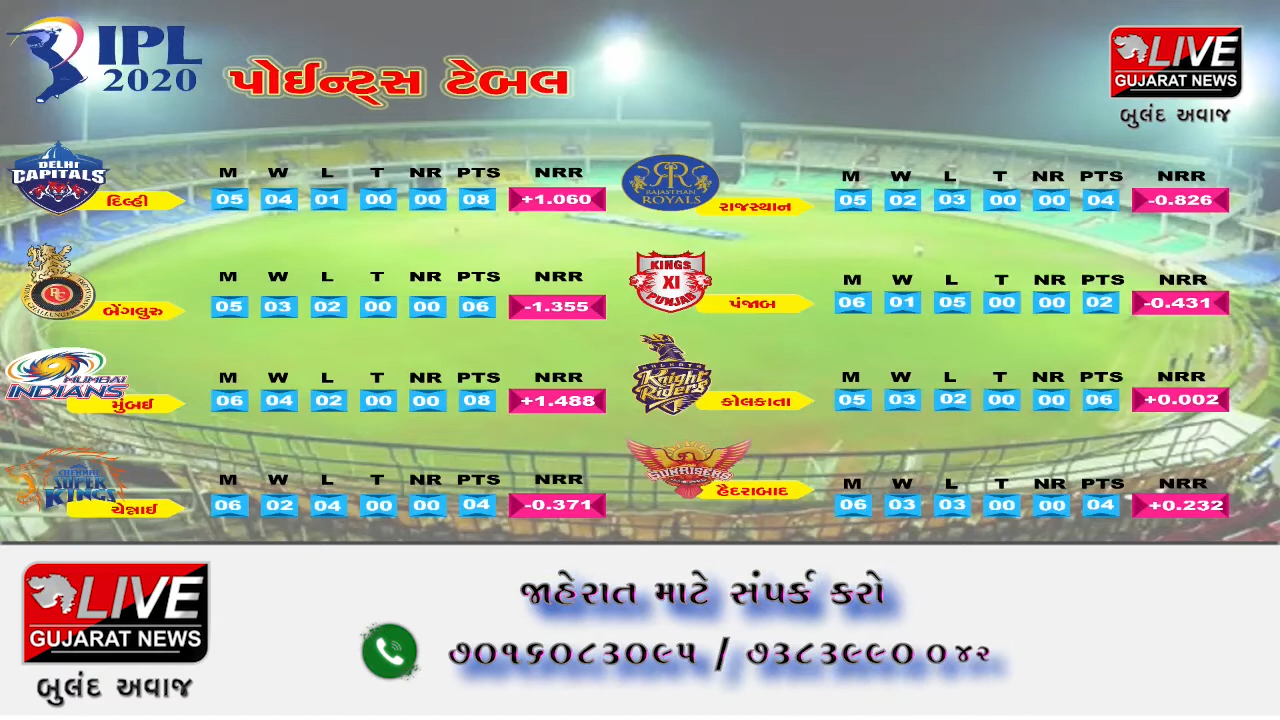 IPL
2020
પોઈન્ટ્સ ટેબલ
LIVE
GUJARAT NEWS
બુલંદ અવાજ
DELHI
CAPITALS
દિલ્હી
M W L T NR PTS NRR
05 04 01 00 00 08 +1.060
RR
RAJASTHAN
ROYALS
રાજસ્થાન
M W L T NR PTS NRR
05 02 03 00 00 04 -0.826
બેંગલુરુ
M W L T NR PTS NRR
05 03 02 00 00 06 -1.355
KINGS
XI
PUNJAB
પંજાબ
M W L T NR PTS NRR
06 01 05 00 00 02 -0.431
MUMBAI
INDIANS
મુંબઈ
M W L T NR PTS NRR
06 04 02 00 00 08 +1.488
KOLKATA
Knight
Riders
કોલકાતા
M W L T NR PTS NRR
05 03 02 00 00 06 +0.002
CHENNAI
SUPER
KINGS
ચેન્નાઈ
M W L T NR PTS NRR
06 02 04 00 00 04 -0.371
SUNRISERS
હૈદરાબાદ
M W L T NR PTS NRR
06 03 03 00 00 04 +0.232
LIVE
GUJARAT NEWS
બુલંદ અવાજ
જાહેરાત માટે સંપર્ક કરો
૭૦૧૬૦૮૩૦૯૫ / ૭૩૮૩૯૯૦૦૪૨